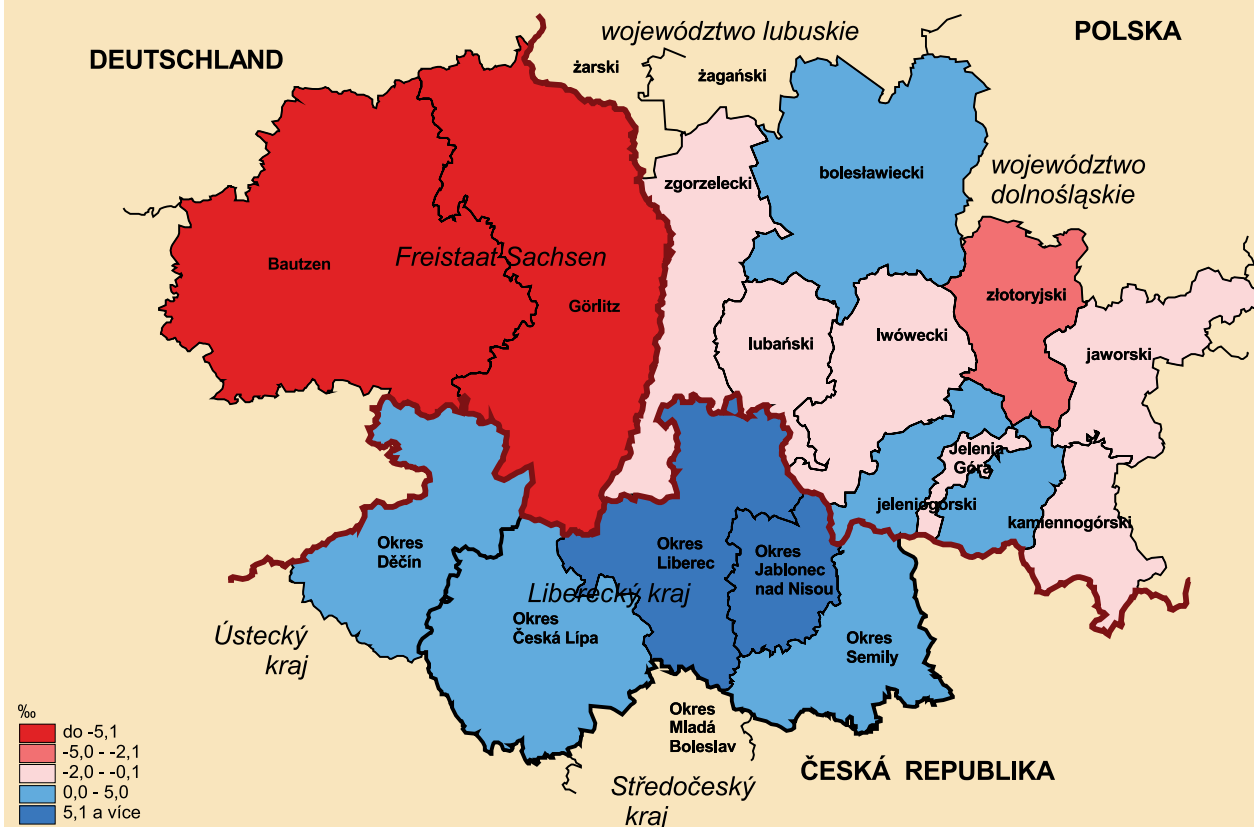 DEUTSCHLAND
województwo lubuskie
POLSKA
żarski
żagański
zgorzelecki
bolesławiecki
województwo
dolnośląskie
Bautzen
Freistaat Sachsen
Görlitz
złotoryjski
lubański
lwówecki
jaworski
Jelenia
Góra
jeleniogórski
kamiennogórski
Okres
Děčín
Okres
Liberec
Okres
Jablonec
nad Nisou
Liberecký kraj
Okres
Česká Lípa
Okres
Semily
Ústecký
kraj
Okres
Mladá
Boleslav
Středočeský
kraj
ČESKÁ REPUBLIKA
‰
do -5,1
-5,0 - -2,1
-2,0 - -0,1
0,0 - 5,0
5,1 a více